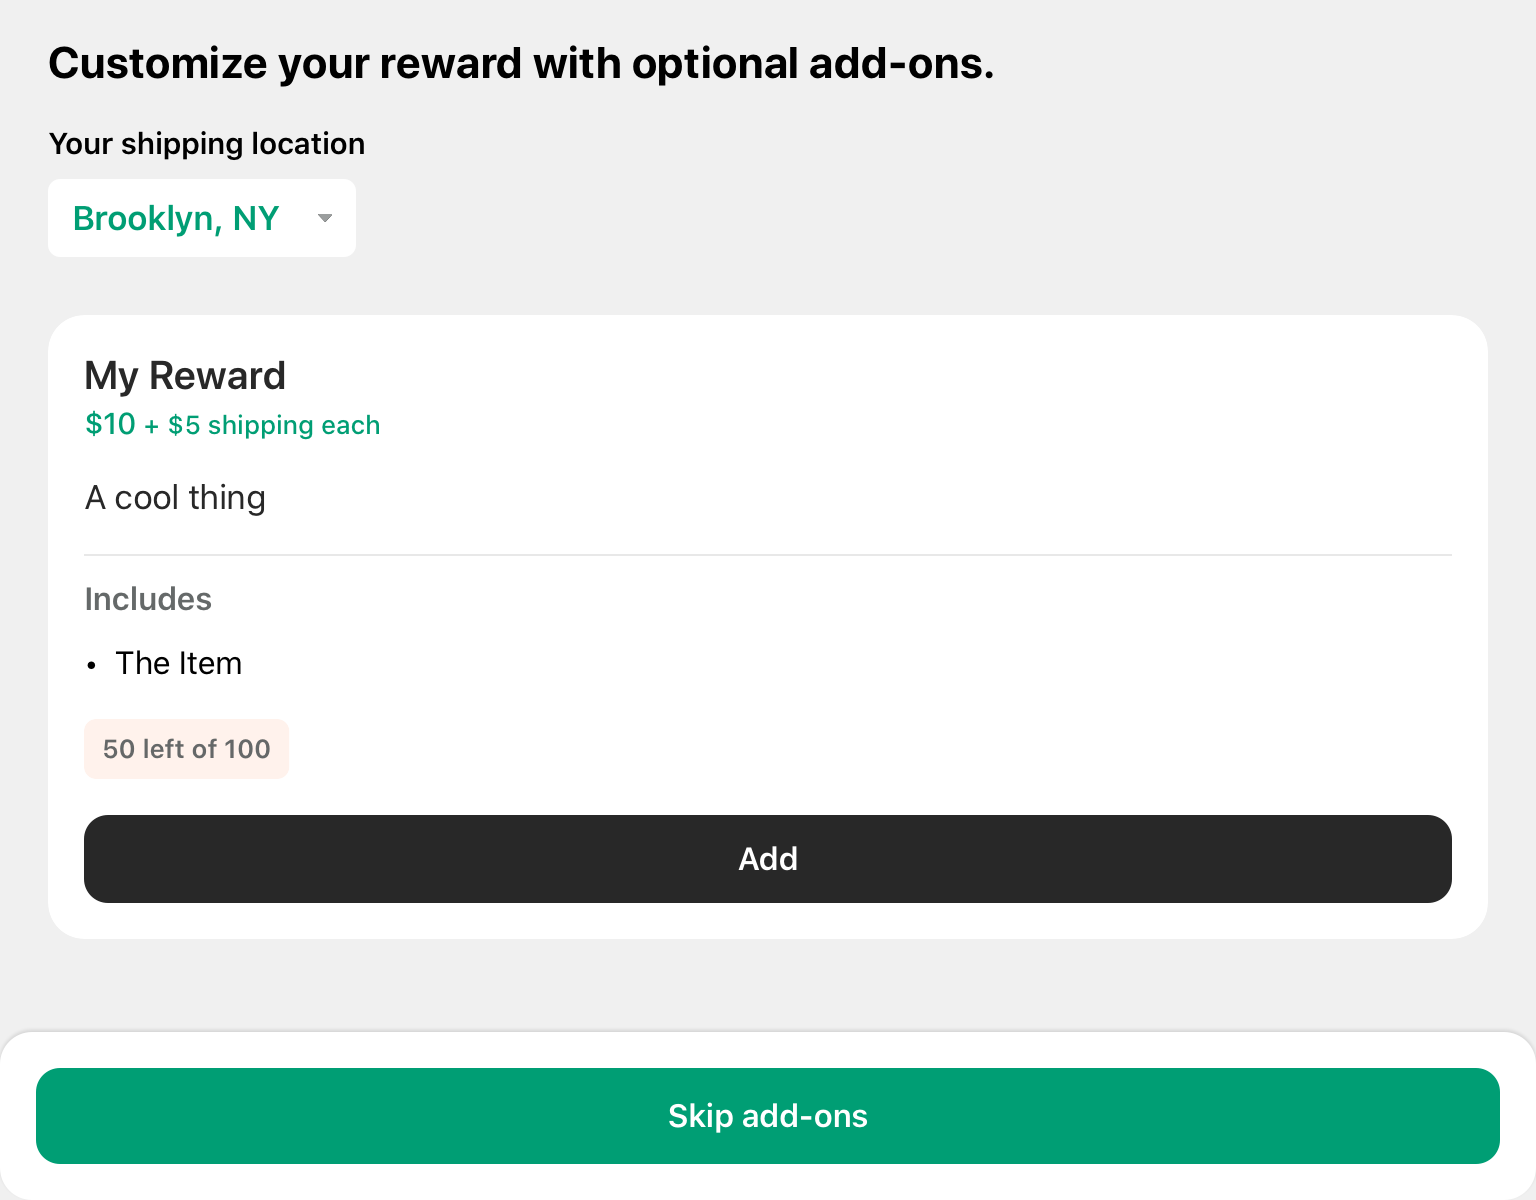 Customize your reward with optional add-ons.
Your shipping location
Brooklyn, NY
My Reward
$10 + $5 shipping each
A cool thing
Includes
• The Item
50 left of 100
Add
Skip add-ons